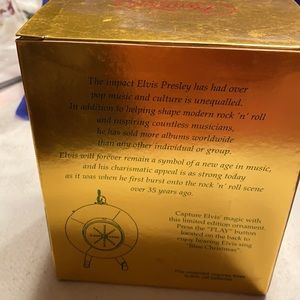 The impact Elvis Presley has had over
pop music and culture is unequalled.
In addition to helping shape modern rock 'n' roll
and inspiring countless musicians,
he has sold more albums worldwide
than any other individual or group.
Elvis will forever remain a symbol of a new age in music,
and his charismatic appeal is as strong today
as it was when he first burst onto the rock 'n' roll scene
over 35 years ago.
Capture Elvis' magic with
this limited edition ornament.
Press the "PLAY" button
located on the back to
enjoy hearing Elvis sing
"Blue Christmas".